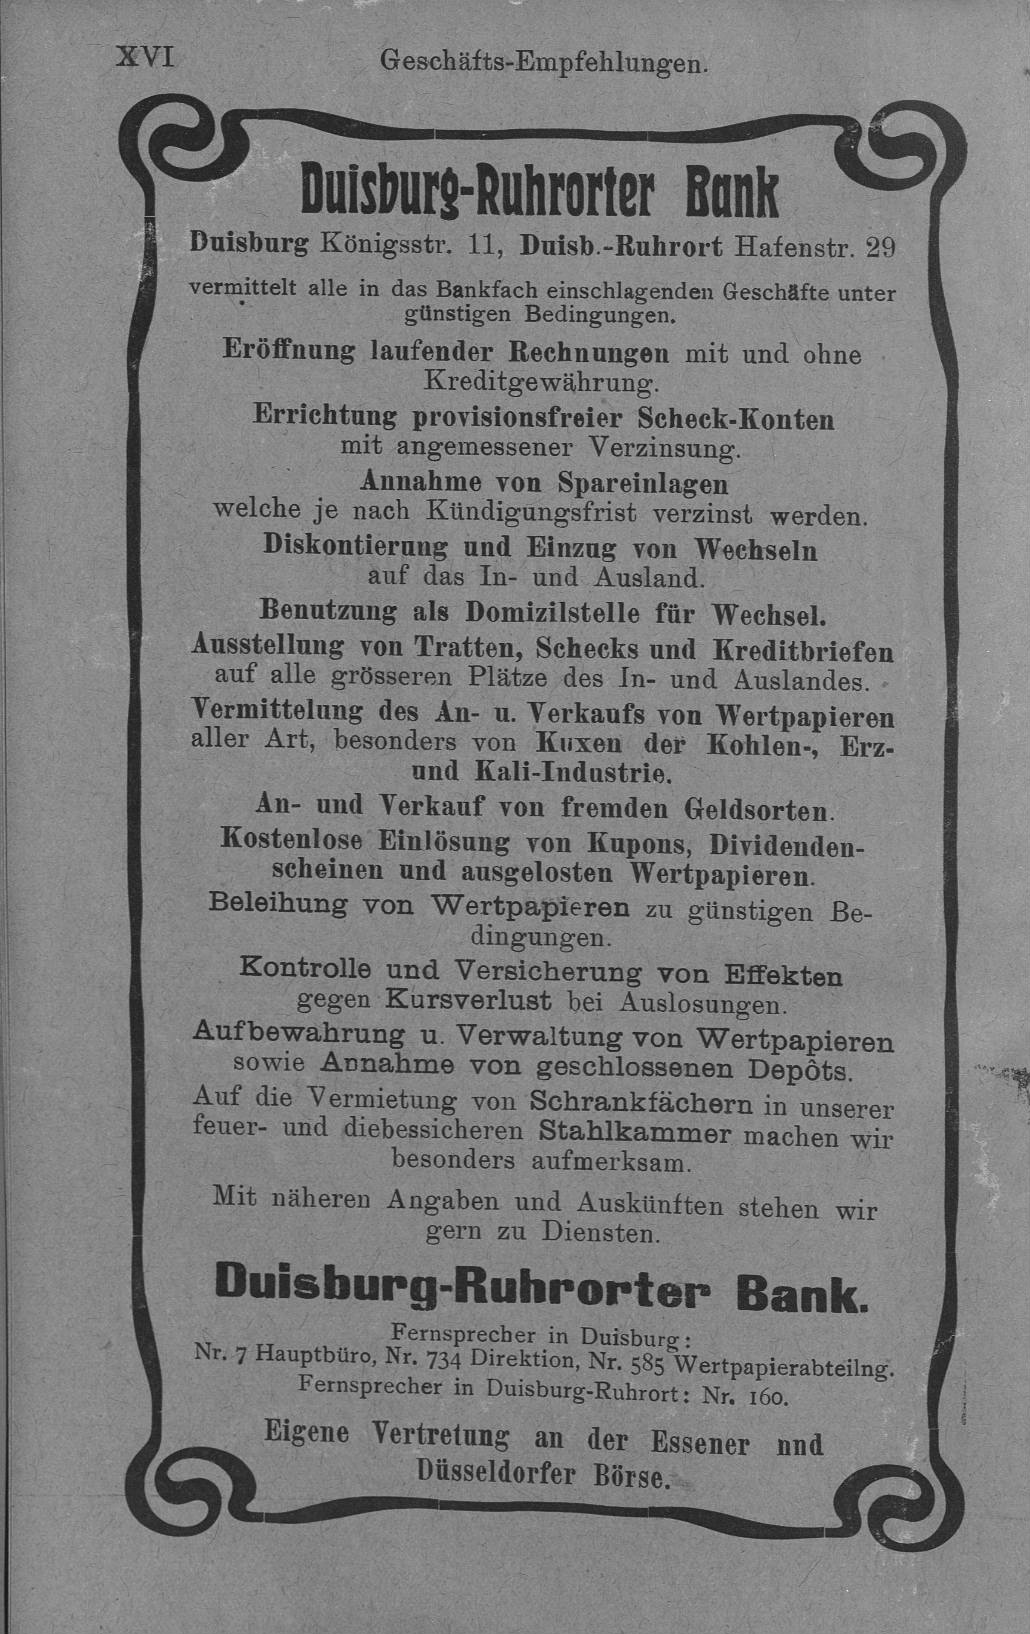 XVI
Geschäfts-Empfehlungen.
Duisburg-Ruhrorter Bank
Duisburg Königsstr. 11, Duisb.-Ruhrort Hafenstr. 29
vermittelt alle in das Bankfach einschlagenden Geschäfte unter
günstigen Bedingungen.
Eröffnung laufender Rechnungen mit und ohne
Kreditgewährung.
Errichtung provisionsfreier Scheck-Konten
mit angemessener Verzinsung.
Annahme von Spareinlagen
welche je nach Kündigungsfrist verzinst werden.
Diskontierung und Einzug von Wechseln
auf das In- und Ausland.
Benutzung als Domizilstelle für Wechsel.
Ausstellung von Tratten, Schecks und Kreditbriefen
auf alle grösseren Plätze des In- und Auslandes.
Vermittelung des An- u. Verkaufs von Wertpapieren
aller Art, besonders von Kuxen der Kohlen-, Erz-
und Kali-Industrie.
An- und Verkauf von fremden Geldsorten.
Kostenlose Einlösung von Kupons, Dividenden-
scheinen und ausgelosten Wertpapieren.
Beleihung von Wertpapieren zu günstigen Be-
dingungen.
Kontrolle und Versicherung von Effekten
gegen Kursverlust bei Auslosungen.
Aufbewahrung u. Verwaltung von Wertpapieren
sowie Annahme von geschlossenen Depôts.
Auf die Vermietung von Schrankfächern in unserer
feuer- und diebessicheren Stahlkammer machen wir
besonders aufmerksam.
Mit näheren Angaben und Auskünften stehen wir
gern zu Diensten.
Duisburg-Ruhrorter Bank.
Fernsprecher in Duisburg:
Nr. 7 Hauptbüro, Nr. 734 Direktion, Nr. 585 Wertpapierabteilng.
Fernsprecher in Duisburg-Ruhrort: Nr. 160.
Eigene Vertretung an der Essener nnd
Düsseldorfer Börse.